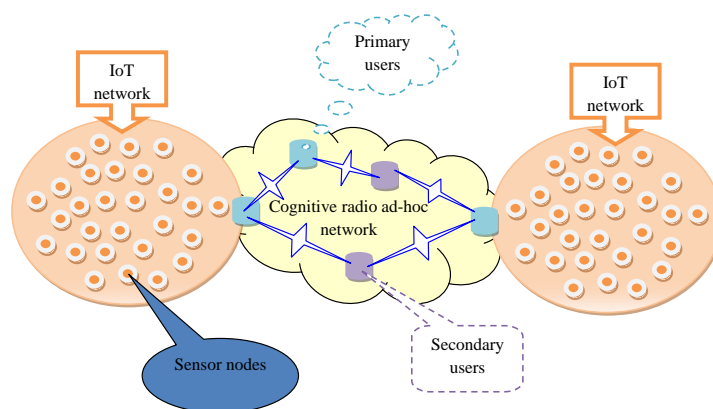 Primary
users
IoT
network
IoT
network
Cognitive radio ad-hoc
network
Secondary
users
Sensor nodes